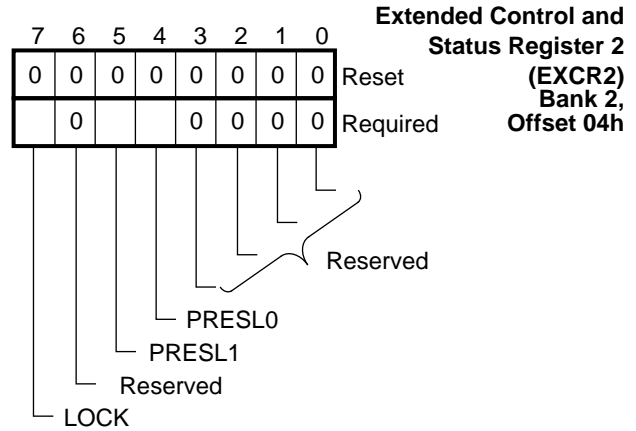 Extended Control and
Status Register 2
(EXCR2)
Bank 2,
Offset 04h
7 6 5 4 3 2 1 0
0 0 0 0 0 0 0 0 Reset
0 0 0 0 0 Required
Reserved
PRESL0
PRESL1
Reserved
LOCK